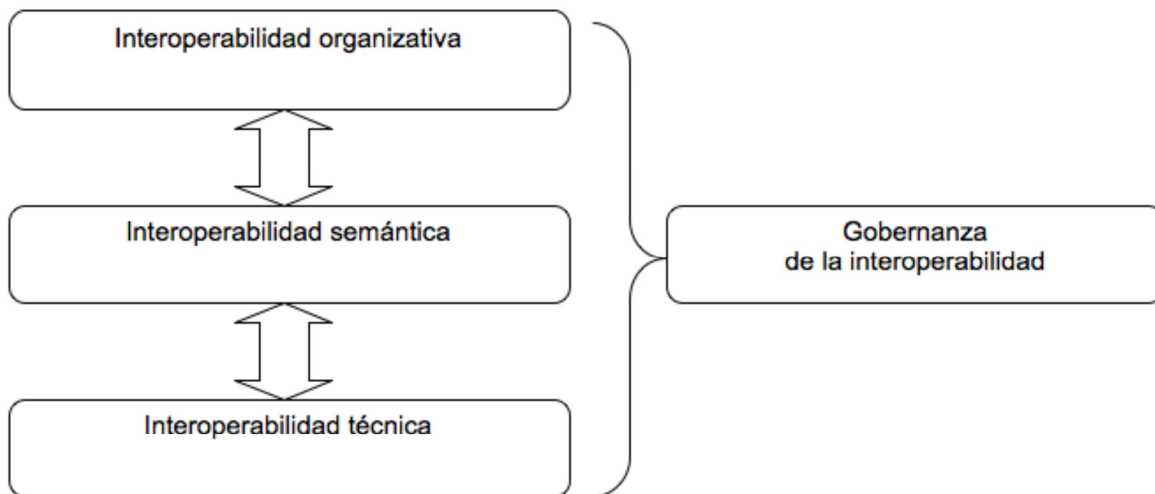 Interoperabilidad organizativa
Interoperabilidad semántica
Gobernanza
de la interoperabilidad
Interoperabilidad técnica